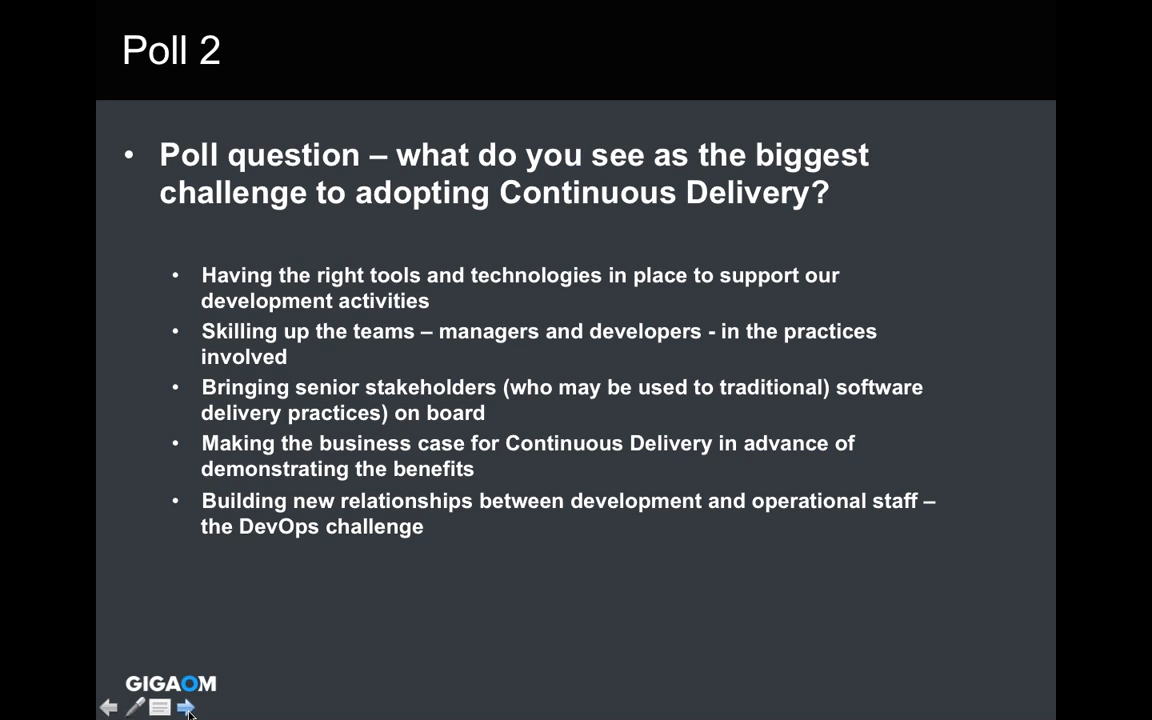 Poll 2
• Poll question – what do you see as the biggest
challenge to adopting Continuous Delivery?
• Having the right tools and technologies in place to support our
development activities
• Skilling up the teams – managers and developers - in the practices
involved
• Bringing senior stakeholders (who may be used to traditional) software
delivery practices) on board
• Making the business case for Continuous Delivery in advance of
demonstrating the benefits
• Building new relationships between development and operational staff –
the DevOps challenge
GIGAOM